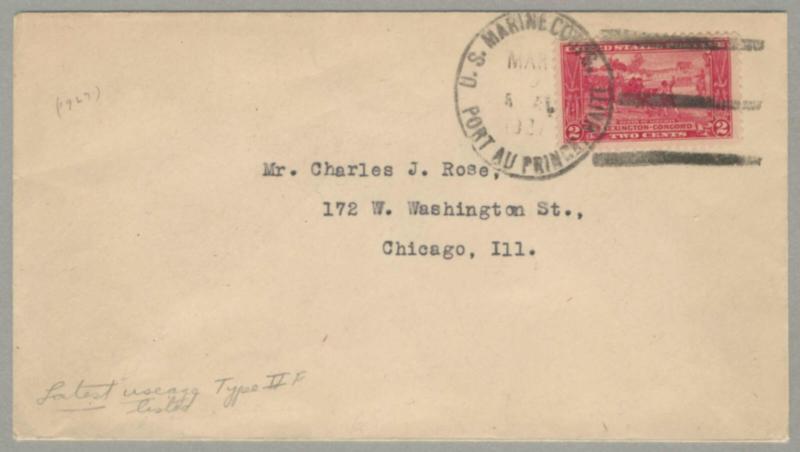 U. S. MARINE CORPS.
MAR
1927
PORT AU PRINCE, HAITI
UNITED STATES POSTAGE
LEXINGTON-CONCORD
2 TWO CENTS 2
(1927)
Mr. Charles J. Rose,
172 W. Washington St.,
Chicago, Ill.
Latest useage Type II F
listed